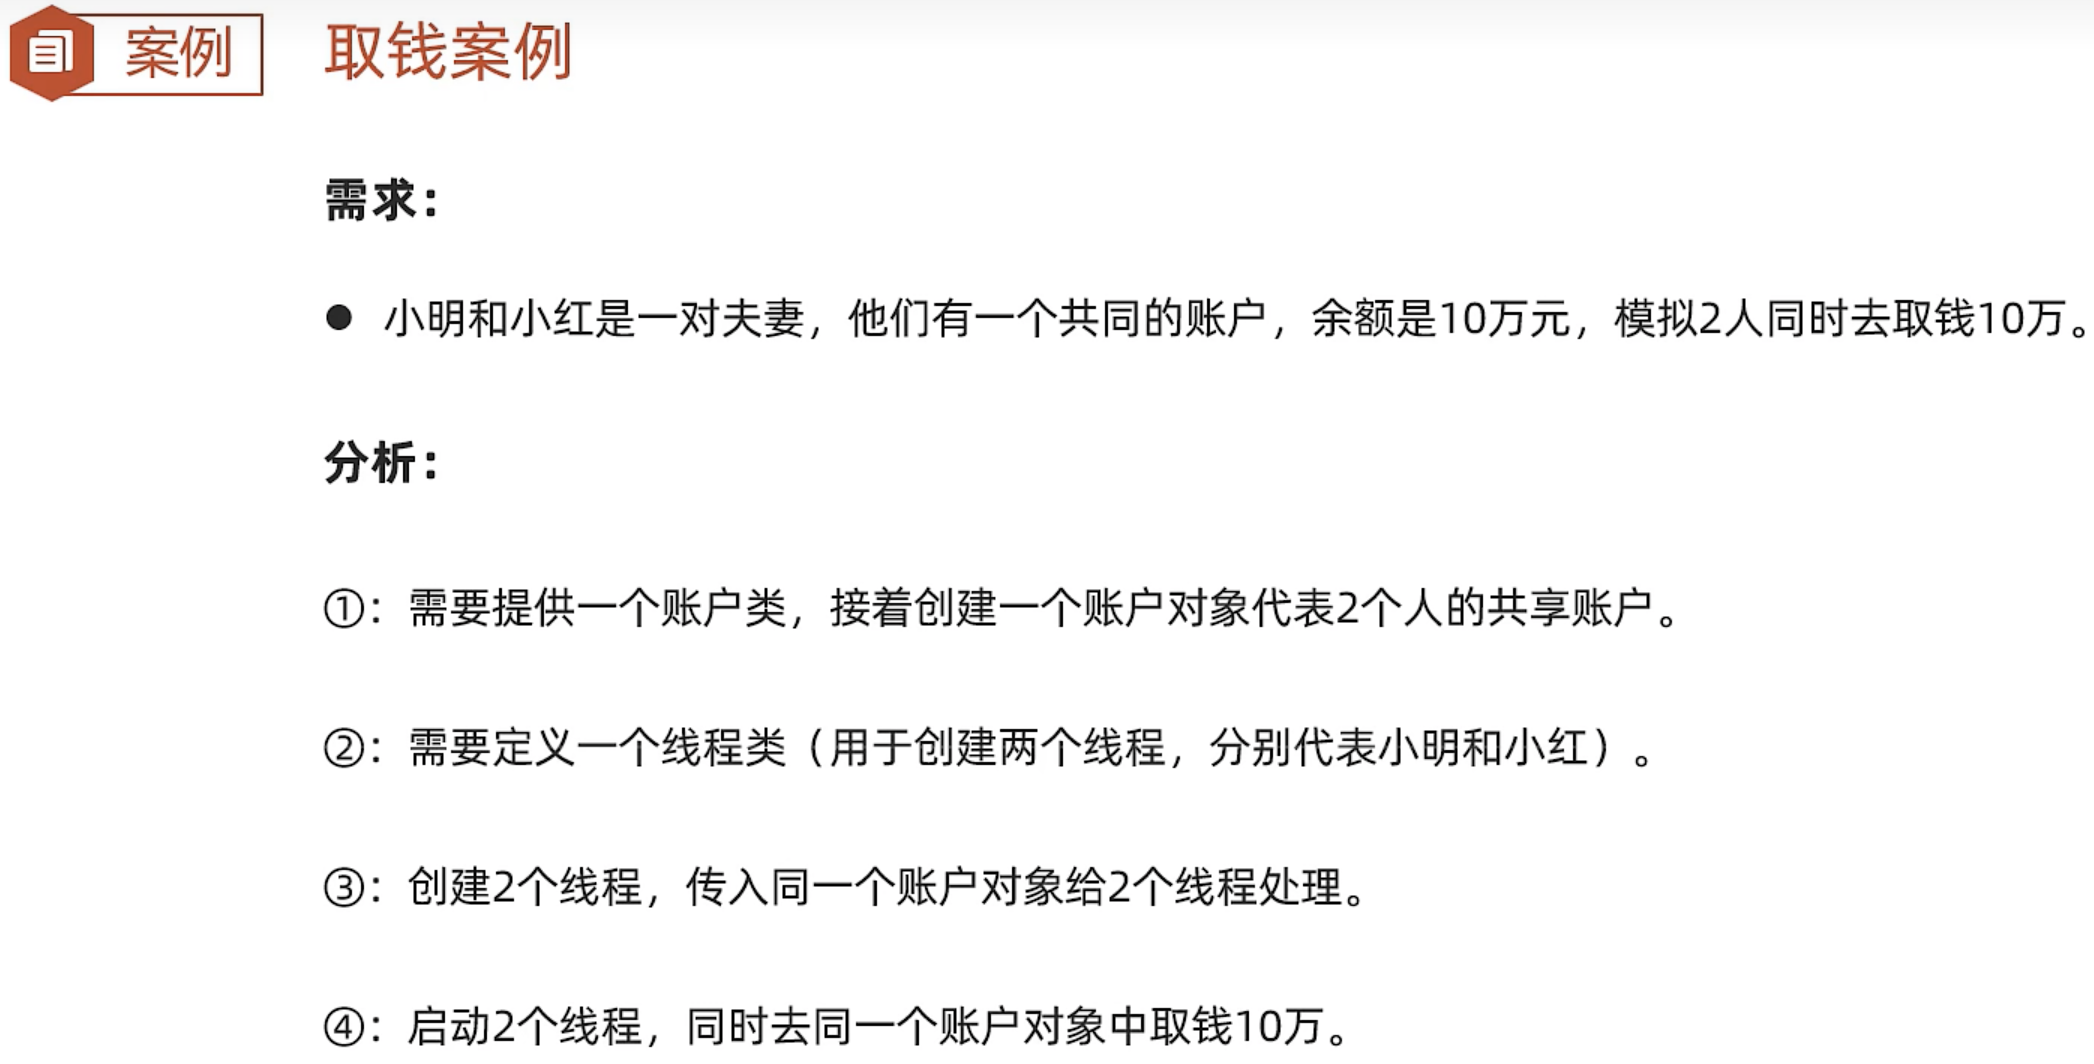 案例 取钱案例
需求：
● 小明和小红是一对夫妻，他们有一个共同的账户，余额是10万元，模拟2人同时去取钱10万。
分析：
①：需要提供一个账户类，接着创建一个账户对象代表2个人的共享账户。
②：需要定义一个线程类（用于创建两个线程，分别代表小明和小红）。
③：创建2个线程，传入同一个账户对象给2个线程处理。
④：启动2个线程，同时去同一个账户对象中取钱10万。